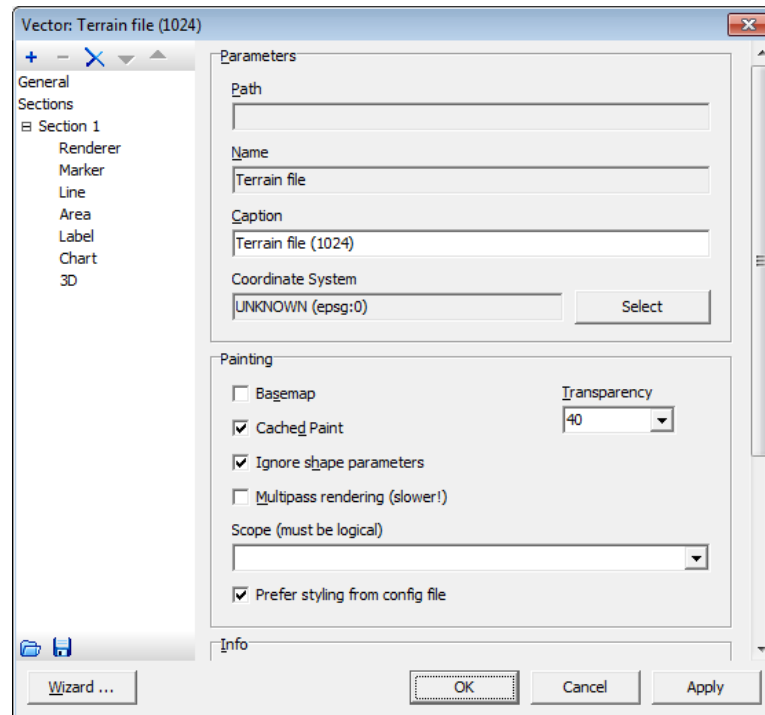 Vector: Terrain file (1024)
General
Sections
Section 1
Renderer
Marker
Line
Area
Label
Chart
3D
Parameters
Path
Name
Terrain file
Caption
Terrain file (1024)
Coordinate System
UNKNOWN (epsg:0)
Select
Painting
Basemap
Transparency
40
Cached Paint
Ignore shape parameters
Multipass rendering (slower!)
Scope (must be logical)
Prefer styling from config file
Info
Wizard ...
OK
Cancel
Apply